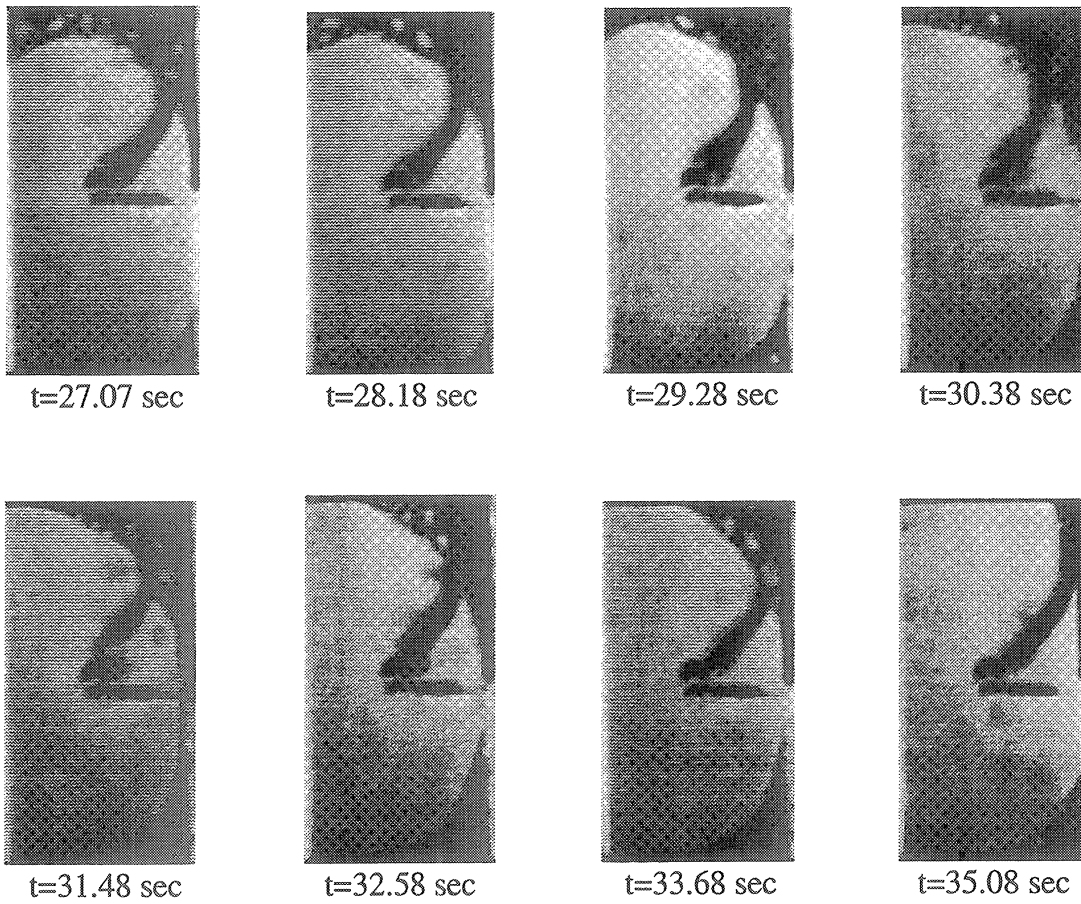 t=27.07 sec
t=28.18 sec
t=29.28 sec
t=30.38 sec
t=31.48 sec
t=32.58 sec
t=33.68 sec
t=35.08 sec